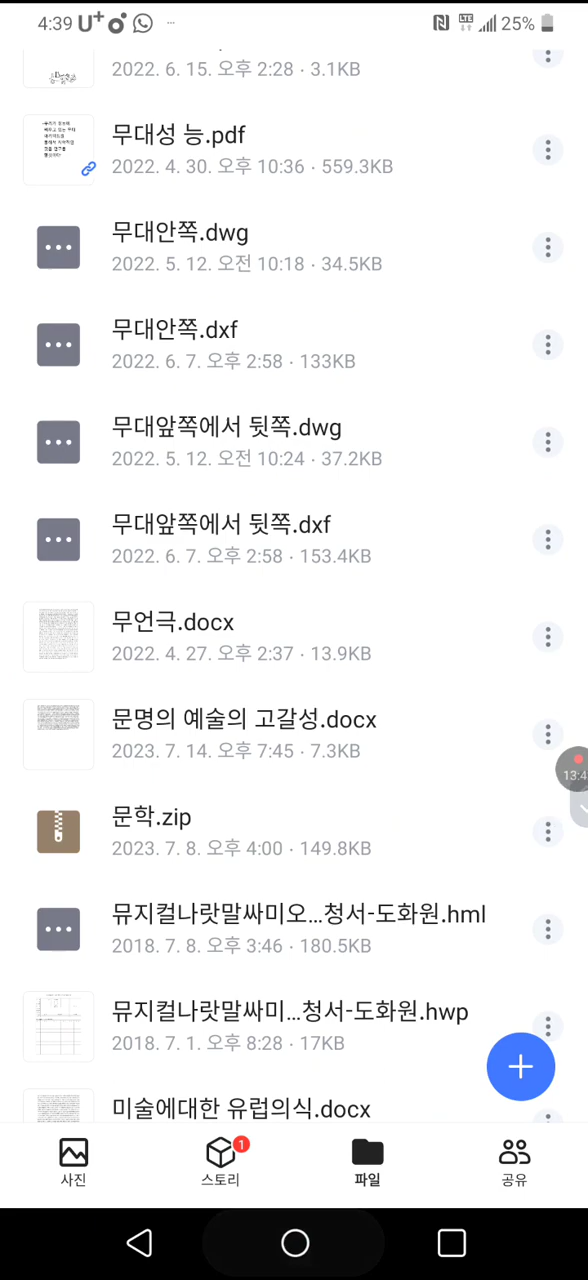 4:39 U+
LTE 25%
2022. 6. 15. 오후 2:28 · 3.1KB
무대성 능.pdf
2022. 4. 30. 오후 10:36 · 559.3KB
무대안쪽.dwg
2022. 5. 12. 오전 10:18 · 34.5KB
무대안쪽.dxf
2022. 6. 7. 오후 2:58 · 133KB
무대앞쪽에서 뒷쪽.dwg
2022. 5. 12. 오전 10:24 · 37.2KB
무대앞쪽에서 뒷쪽.dxf
2022. 6. 7. 오후 2:58 · 153.4KB
무언극.docx
2022. 4. 27. 오후 2:37 · 13.9KB
문명의 예술의 고갈성.docx
2023. 7. 14. 오후 7:45 · 7.3KB
13:4
문학.zip
2023. 7. 8. 오후 4:00 · 149.8KB
뮤지컬나랏말싸미오...청서-도화원.hml
2018. 7. 8. 오후 3:46 · 180.5KB
뮤지컬나랏말싸미...청서-도화원.hwp
2018. 7. 1. 오후 8:28 · 17KB
미술에대한 유럽의식.docx
1
사진 스토리 파일 공유